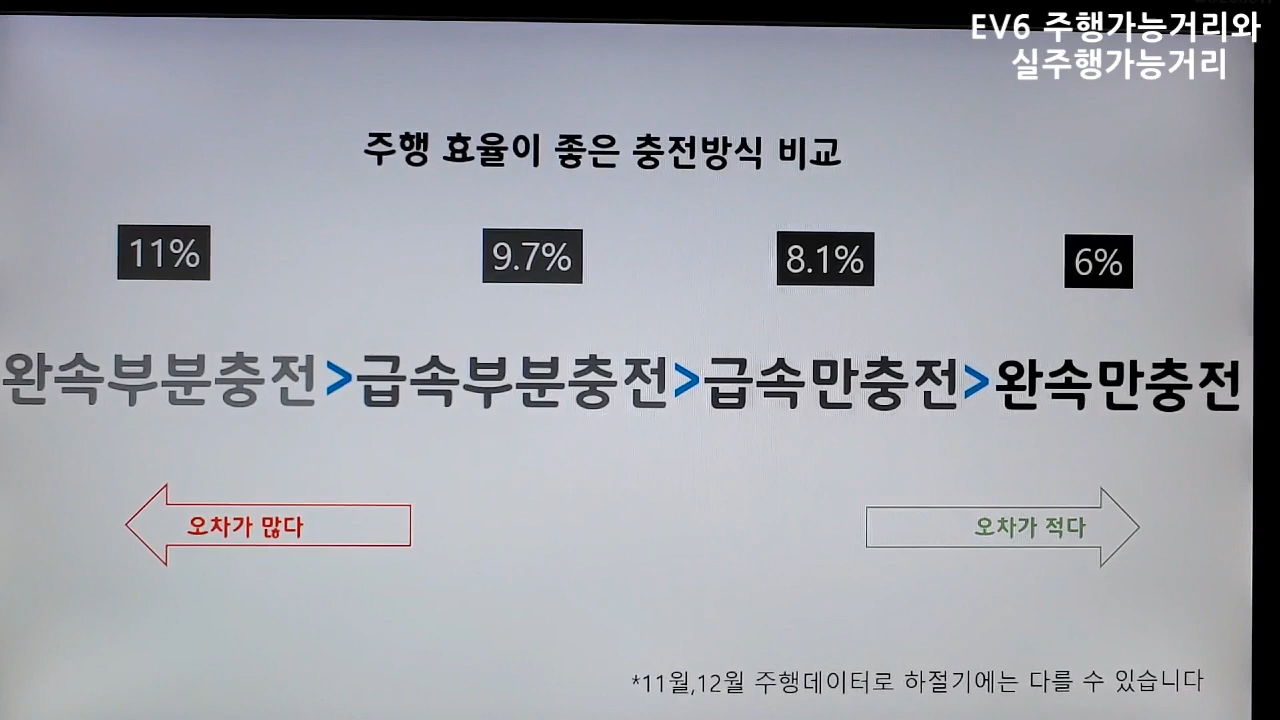 EV6 주행가능거리와
실주행가능거리
주행 효율이 좋은 충전방식 비교
11% 9.7% 8.1% 6%
완속부분충전>급속부분충전>급속만충전>완속만충전
오차가 많다 오차가 적다
*11월,12월 주행데이터로 하절기에는 다를 수 있습니다